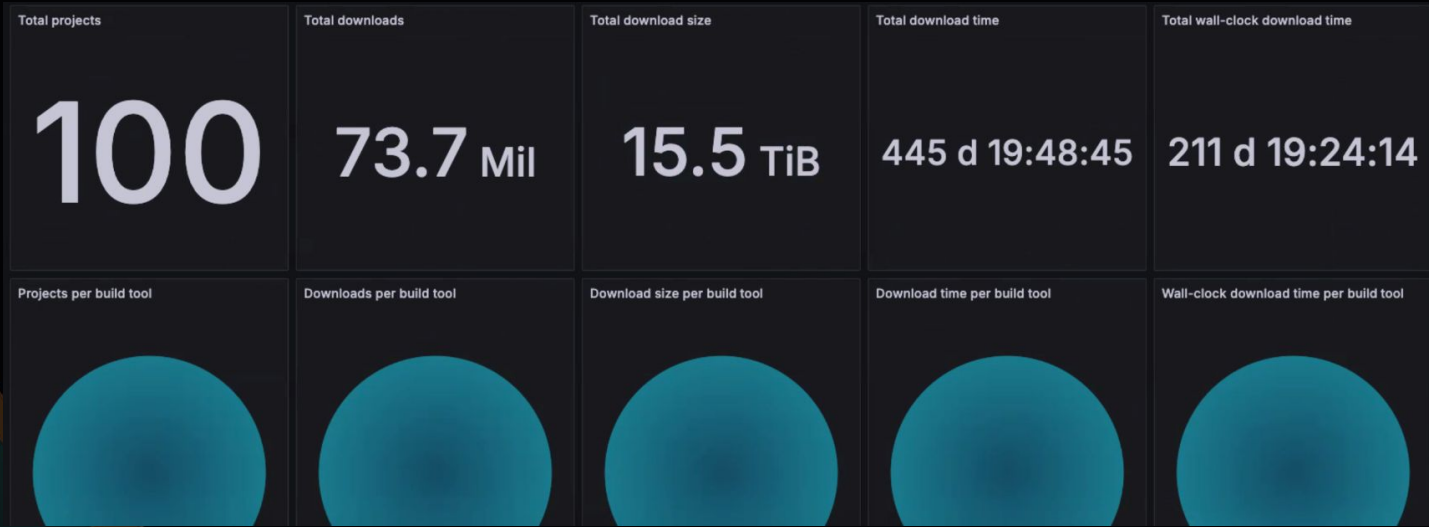 Total projects
100
Total downloads
73.7 Mil
Total download size
15.5 TiB
Total download time
445 d 19:48:45
Total wall-clock download time
211 d 19:24:14
Projects per build tool
Downloads per build tool
Download size per build tool
Download time per build tool
Wall-clock download time per build tool